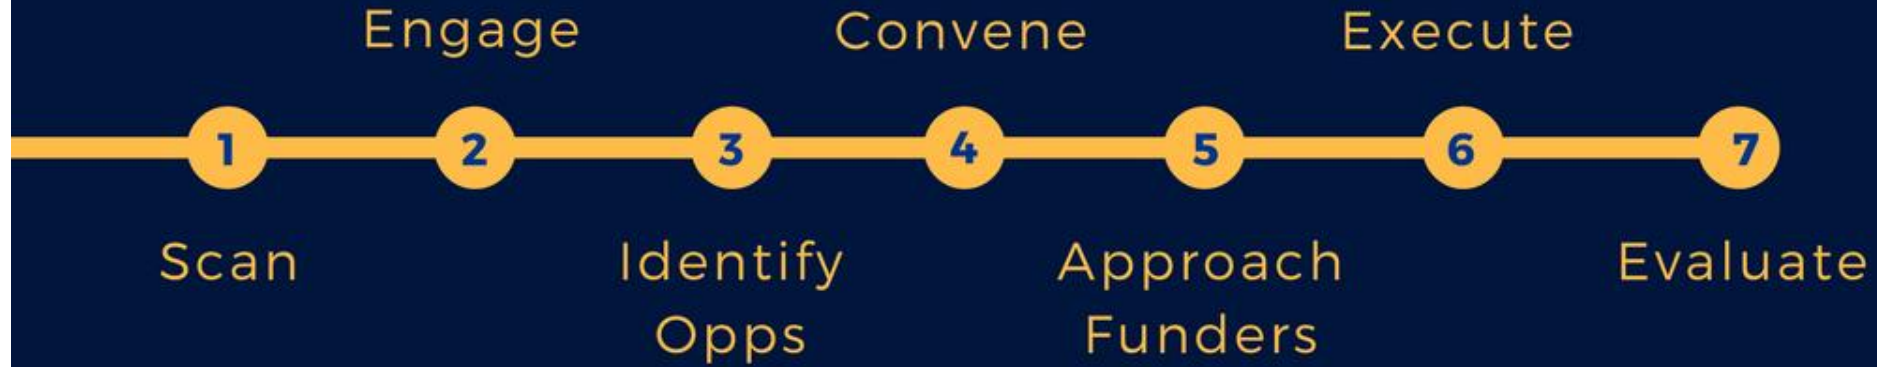 Engage
Convene
Execute
1
2
3
4
5
6
7
Scan
Identify
Opps
Approach
Funders
Evaluate